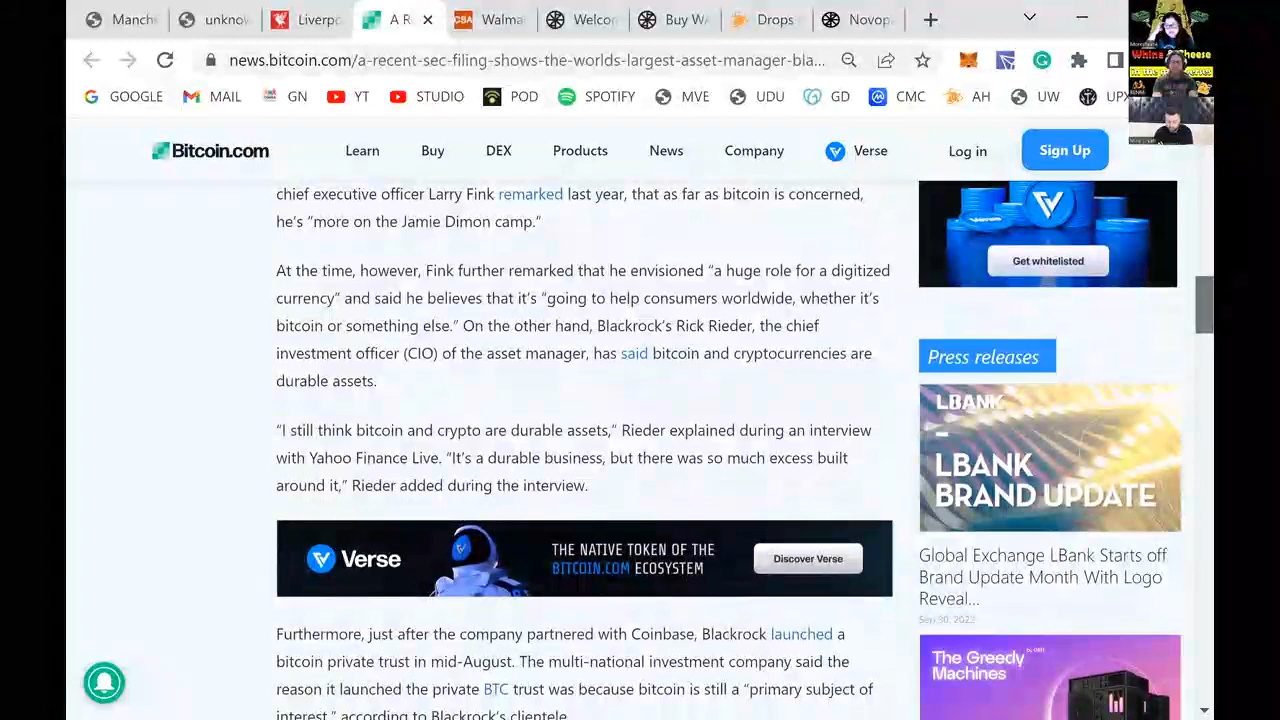 Manch
unknow
Liverpo
A R
CSA Walma
Welcon
Buy WA
Drops
Novop
news.bitcoin.com/a-recent-sec-filing-shows-the-worlds-largest-asset-manager-bla...
GOOGLE
MAIL
GN
YT
STUDIO
SPOTIFY
MVE
GD
CMC
AH
UW
UPX
Whine & Cheese
in the
Bitcoin.com
Learn
Buy
DEX
Products
News
Company
Verse
Log in
Sign Up
chief executive officer Larry Fink remarked last year, that as far as bitcoin is concerned,
he's “more on the Jamie Dimon camp.”
At the time, however, Fink further remarked that he envisioned “a huge role for a digitized
currency” and said he believes that it's “going to help consumers worldwide, whether it's
bitcoin or something else.” On the other hand, Blackrock's Rick Rieder, the chief
investment officer (CIO) of the asset manager, has said bitcoin and cryptocurrencies are
durable assets.
“I still think bitcoin and crypto are durable assets,” Rieder explained during an interview
with Yahoo Finance Live. “It's a durable business, but there was so much excess built
around it,” Rieder added during the interview.
Verse
THE NATIVE TOKEN OF THE
BITCOIN.COM ECOSYSTEM
Discover Verse
Furthermore, just after the company partnered with Coinbase, Blackrock launched a
bitcoin private trust in mid-August. The multi-national investment company said the
reason it launched the private BTC trust was because bitcoin is still a “primary subject of
interest,” according to Blackrock's clientele.
Get whitelisted
Press releases
LBANK
LBANK
BRAND UPDATE
Global Exchange LBank Starts off
Brand Update Month With Logo
Reveal...
Sep 30, 2022
The Greedy
Machines